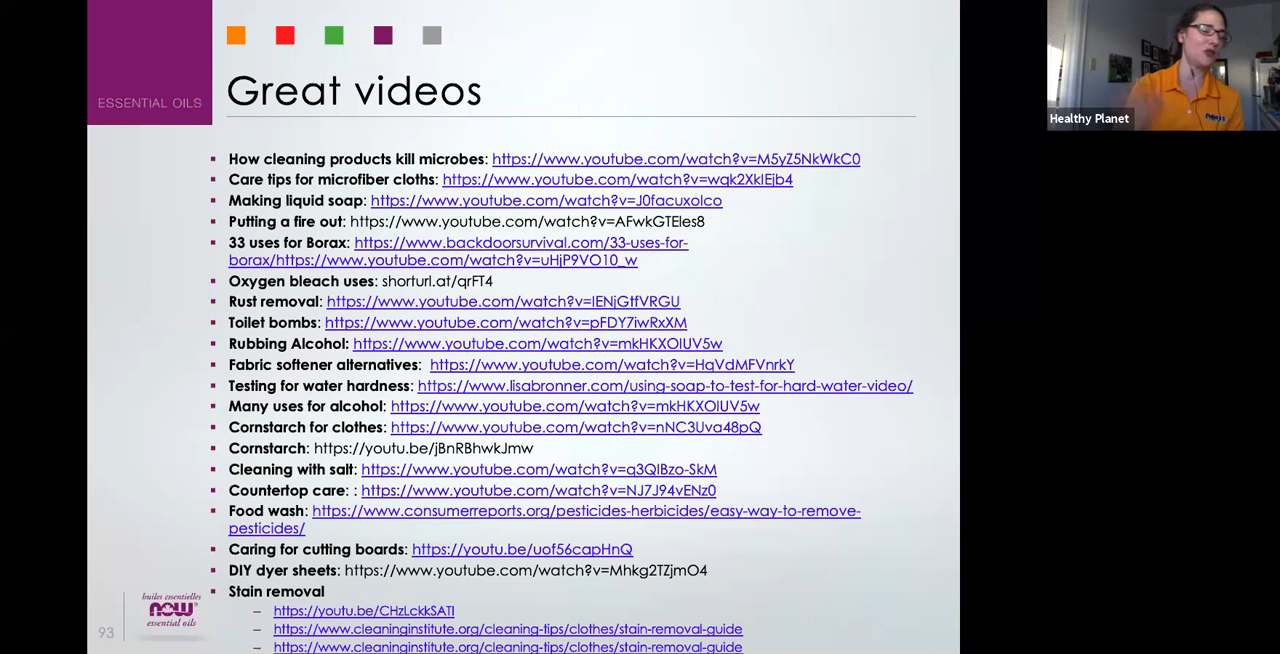 ESSENTIAL OILS
Great videos
Healthy Planet
How cleaning products kill microbes: https://www.youtube.com/watch?v=M5yZ5NkWkC0
Care tips for microfiber cloths: https://www.youtube.com/watch?v=wqk2XklEjb4
Making liquid soap: https://www.youtube.com/watch?v=J0facuxoIco
Putting a fire out: https://www.youtube.com/watch?v=AFwkGTEIes8
33 uses for Borax: https://www.backdoorsurvival.com/33-uses-for-
borax/https://www.youtube.com/watch?v=uHjP9VO10_w
Oxygen bleach uses: shorturl.at/qrFT4
Rust removal: https://www.youtube.com/watch?v=IENjGtfVRGU
Toilet bombs: https://www.youtube.com/watch?v=pFDY7iwRxXM
Rubbing Alcohol: https://www.youtube.com/watch?v=mkHKXOIUV5w
Fabric softener alternatives: https://www.youtube.com/watch?v=HqVdMFVnrkY
Testing for water hardness: https://www.lisabronner.com/using-soap-to-test-for-hard-water-video/
Many uses for alcohol: https://www.youtube.com/watch?v=mkHKXOIUV5w
Cornstarch for clothes: https://www.youtube.com/watch?v=nNC3Uva48pQ
Cornstarch: https://youtu.be/jBnRBhwkJmw
Cleaning with salt: https://www.youtube.com/watch?v=q3QIBzo-SkM
Countertop care: : https://www.youtube.com/watch?v=NJ7J94vENz0
Food wash: https://www.consumerreports.org/pesticides-herbicides/easy-way-to-remove-
pesticides/
Caring for cutting boards: https://youtu.be/uof56capHnQ
DIY dyer sheets: https://www.youtube.com/watch?v=Mhkg2TZjmO4
Stain removal
– https://youtu.be/CHzLckkSATI
– https://www.cleaninginstitute.org/cleaning-tips/clothes/stain-removal-guide
– https://www.cleaninginstitute.org/cleaning-tips/clothes/stain-removal-guide
93
huiles essentielles
NOW
essential oils